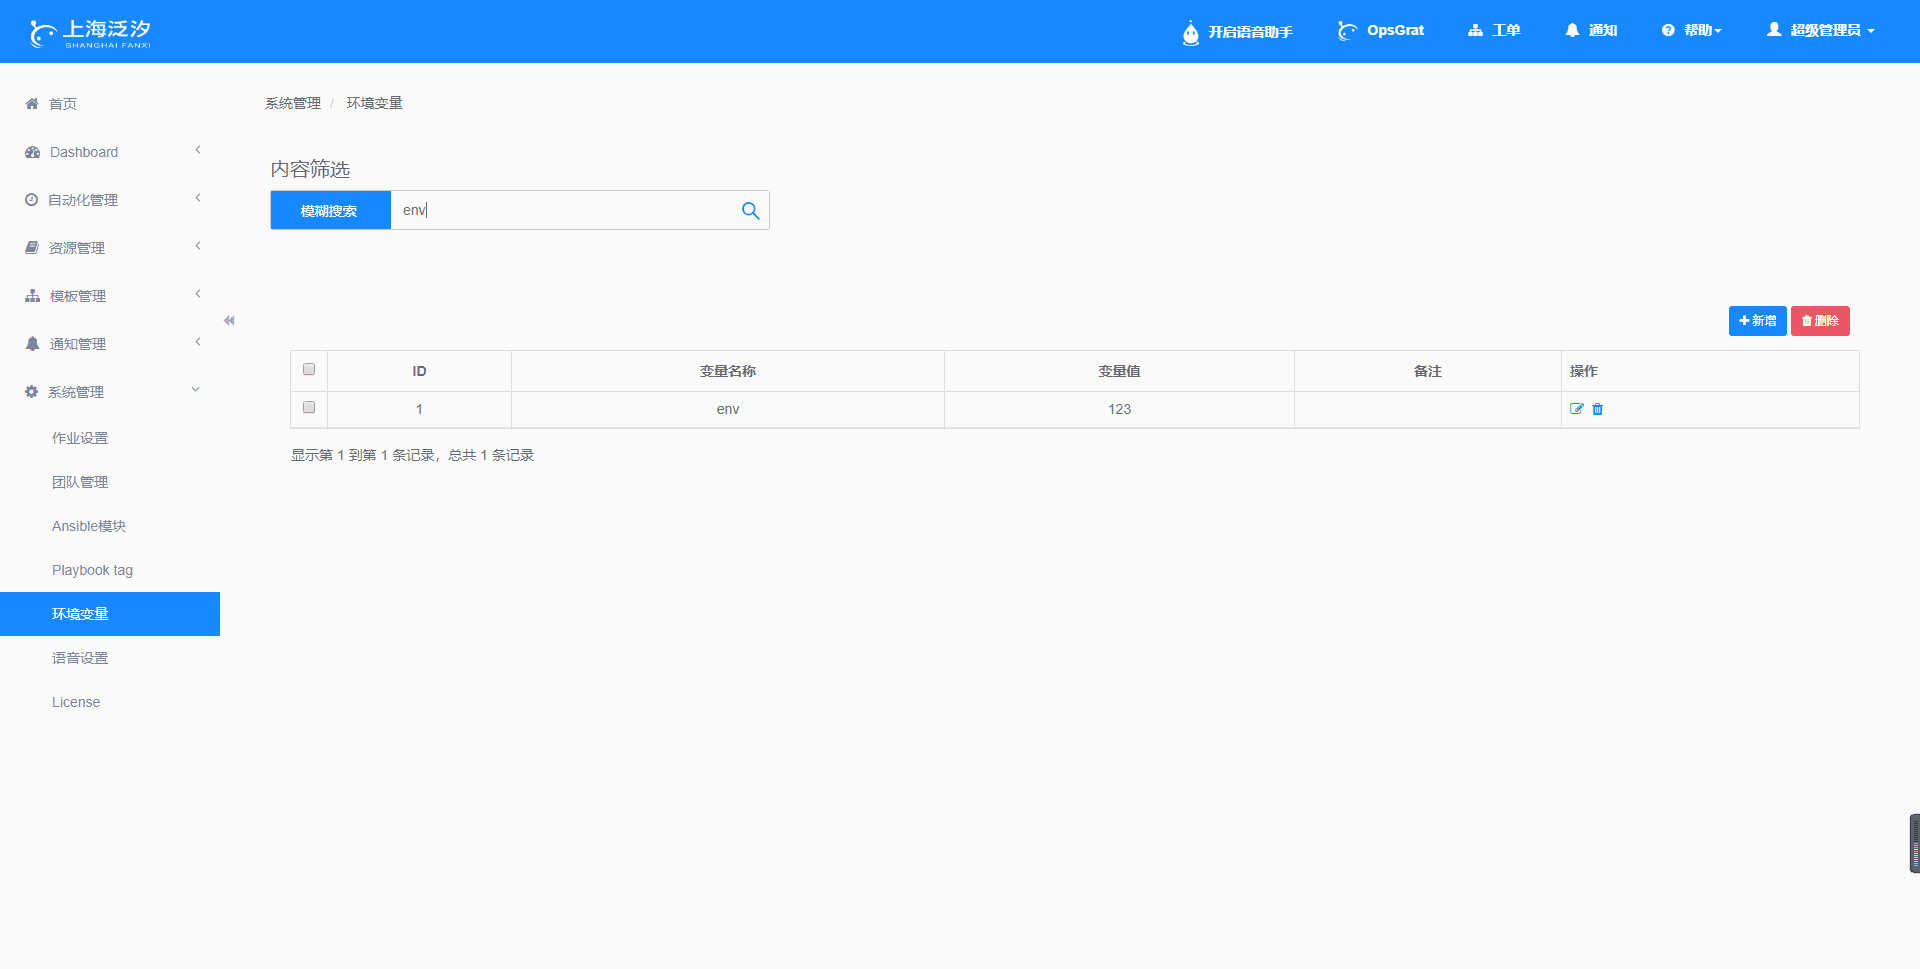 上海泛汐
SHANGHAI FANXI
开启语音助手
OpsGrat
工单
通知
帮助
超级管理员
首页
Dashboard
自动化管理
资源管理
模板管理
通知管理
系统管理
作业设置
团队管理
Ansible模块
Playbook tag
环境变量
语音设置
License
系统管理 / 环境变量
内容筛选
模糊搜索 env
新增 删除
ID 变量名称 变量值 备注 操作
1 env 123
显示第 1 到第 1 条记录，总共 1 条记录